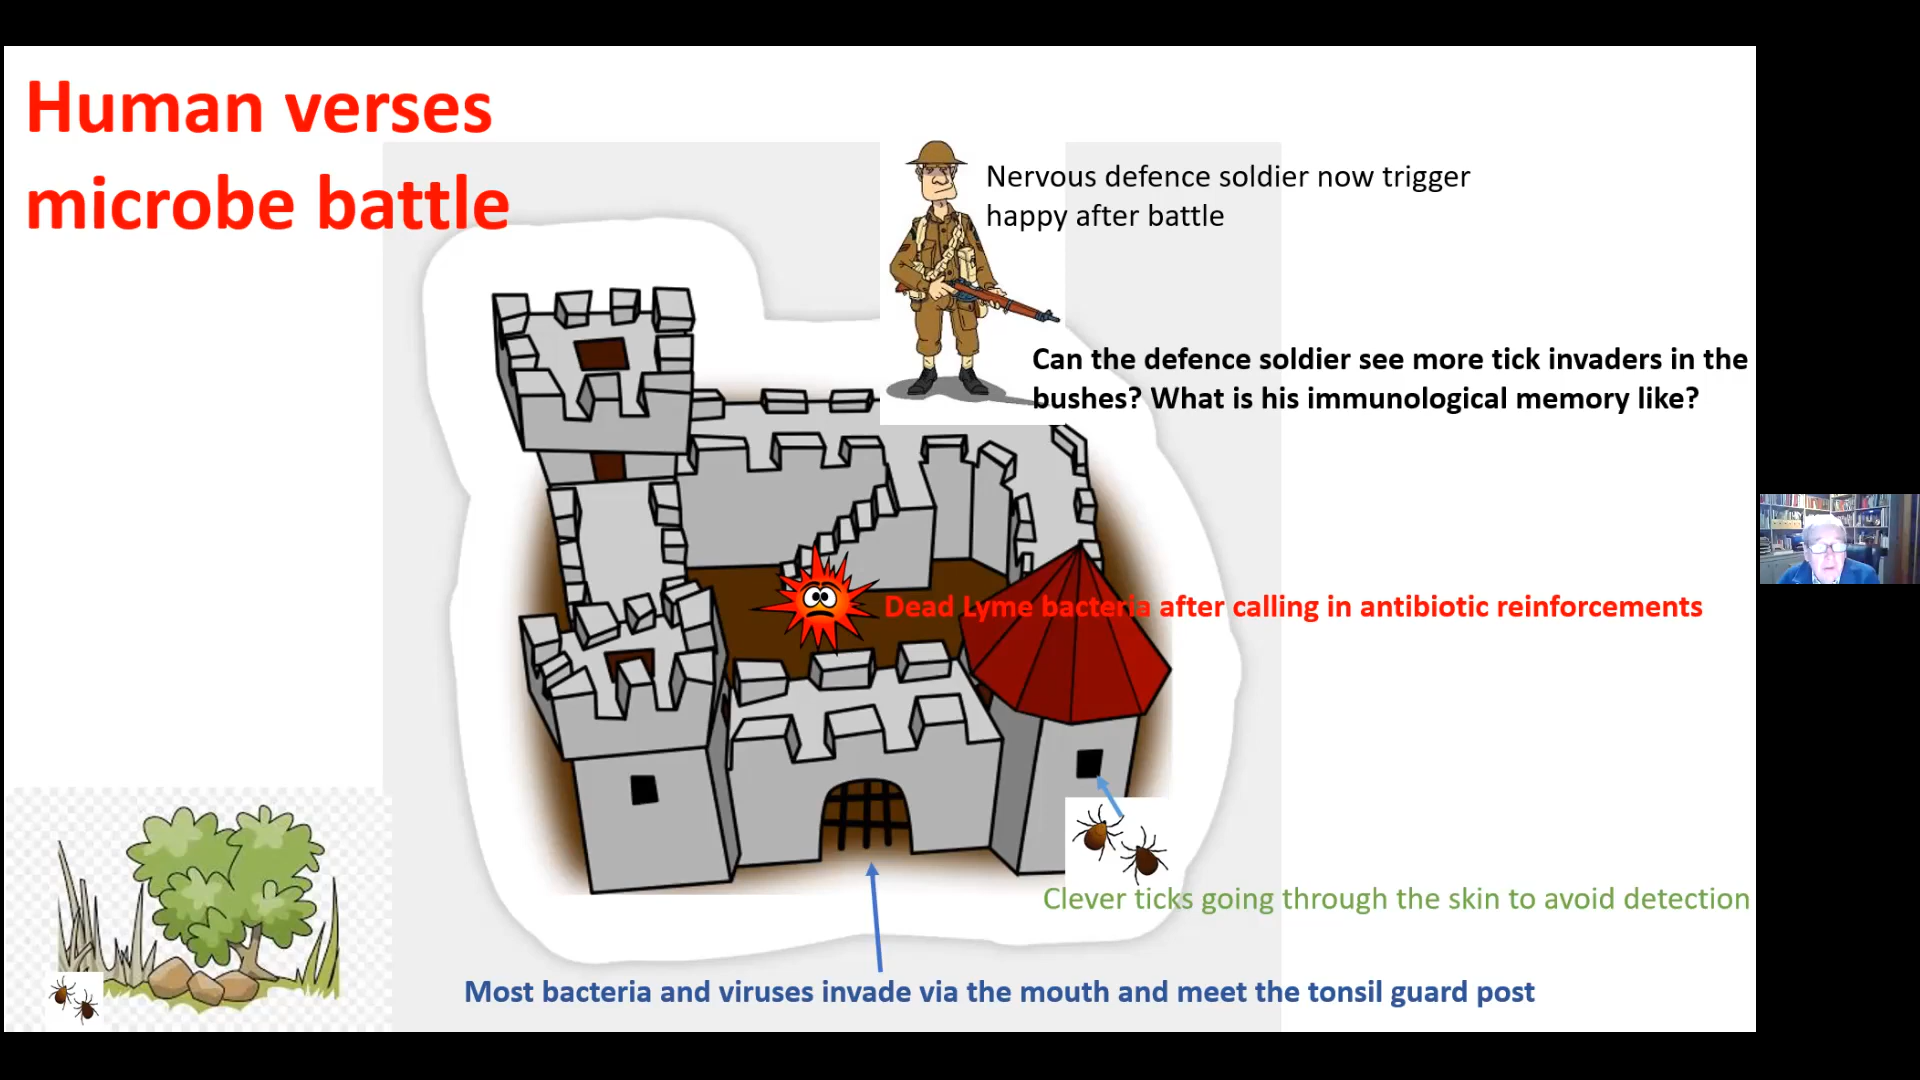 Human verses
microbe battle
Nervous defence soldier now trigger
happy after battle
Can the defence soldier see more tick invaders in the
bushes? What is his immunological memory like?
Dead Lyme bacteria after calling in antibiotic reinforcements
Clever ticks going through the skin to avoid detection
Most bacteria and viruses invade via the mouth and meet the tonsil guard post